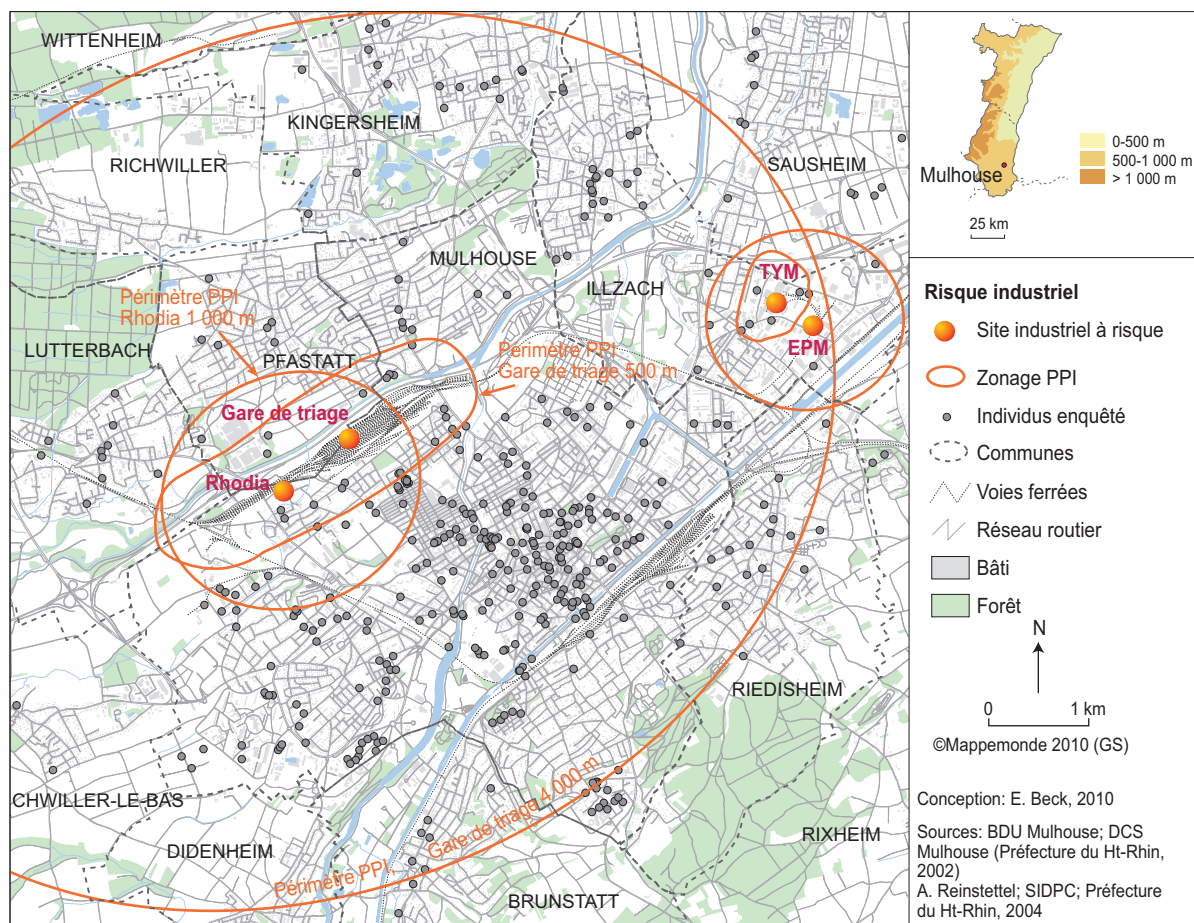 WITTENHEIM
KINGERSHEIM
RICHWILLER
SAUSHEIM
MULHOUSE
ILLZACH
TYM
EPM
Périmètre PPI
Rhodia 1 000 m
LUTTERBACH
PFASTATT
Périmètre PPI
Gare de triage 500 m
Gare de triage
Rhodia
RIEDISHEIM
CHWILLER-LE-BAS
DIDENHEIM
Périmètre PPI,
Gare de triage 4 000 m
BRUNSTATT
RIXHEIM
Mulhouse
0-500 m
500-1 000 m
> 1 000 m
25 km
Risque industriel
Site industriel à risque
Zonage PPI
Individus enquêté
Communes
Voies ferrées
Réseau routier
Bâti
Forêt
N
0 1 km
©Mappemonde 2010 (GS)
Conception: E. Beck, 2010
Sources: BDU Mulhouse; DCS
Mulhouse (Préfecture du Ht-Rhin,
2002)
A. Reinstettel; SIDPC; Préfecture
du Ht-Rhin, 2004